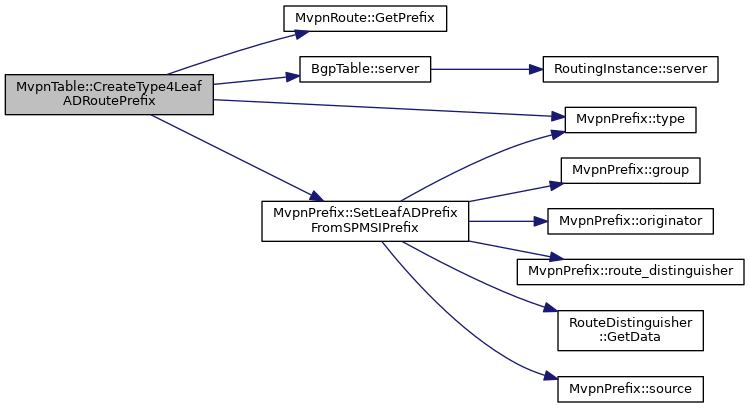 MvpnRoute::GetPrefix
BgpTable::server
RoutingInstance::server
MvpnTable::CreateType4Leaf
ADRoutePrefix
MvpnPrefix::type
MvpnPrefix::group
MvpnPrefix::SetLeafADPrefix
FromSPMSIPrefix
MvpnPrefix::originator
MvpnPrefix::route_distinguisher
RouteDistinguisher
::GetData
MvpnPrefix::source